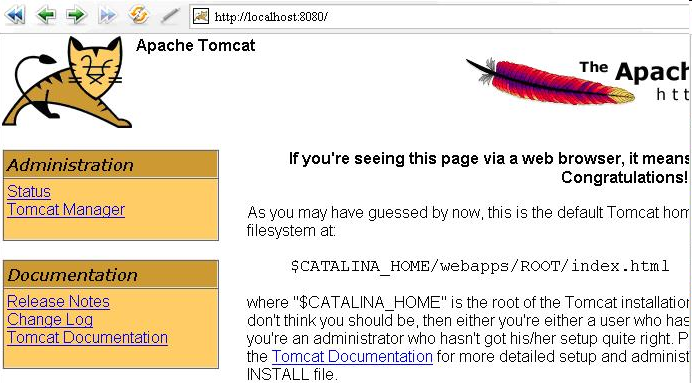 http://localhost:8080/
Apache Tomcat
The Apach
htt
Administration
Status
Tomcat Manager
Documentation
Release Notes
Change Log
Tomcat Documentation
If you're seeing this page via a web browser, it means
Congratulations!
As you may have guessed by now, this is the default Tomcat hom
filesystem at:
$CATALINA_HOME/webapps/ROOT/index.html
where "$CATALINA_HOME" is the root of the Tomcat installation
don't think you should be, then either you're either a user who has
you're an administrator who hasn't got his/her setup quite right. P
the Tomcat Documentation for more detailed setup and administ
INSTALL file.